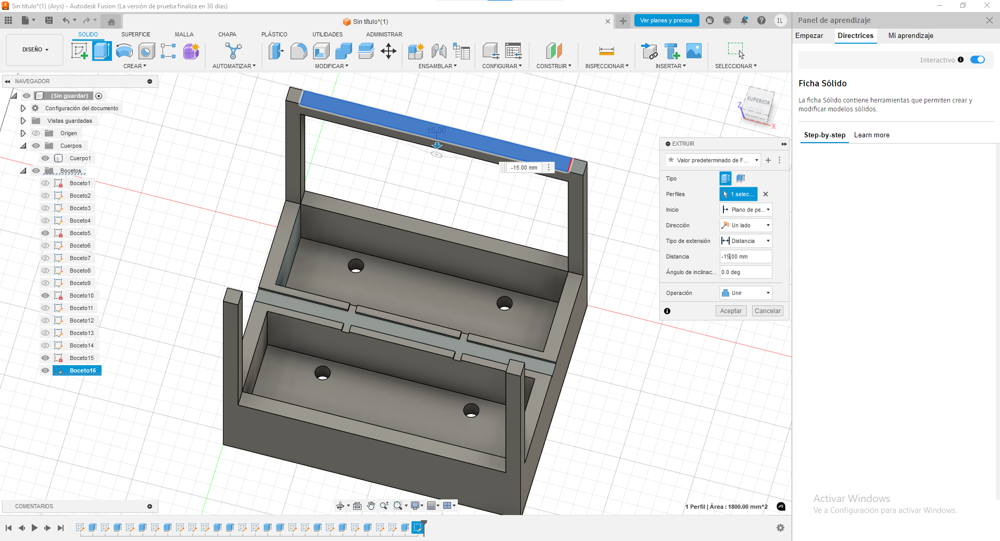 Sin título*(1) (Arys) - Autodesk Fusion (La versión de prueba finaliza en 30 días)
Sin título*(1)
Ver planes y precios
IL
Panel de aprendizaje
Empezar Directrices Mi aprendizaje
Interactivo
Ficha Sólido
La ficha Sólido contiene herramientas que permiten crear y
modificar modelos sólidos.
Step-by-step Learn more
DISEÑO
SOLIDO SUPERFICIE MALLA CHAPA PLÁSTICO UTILIDADES ADMINISTRAR
CREAR AUTOMATIZAR MODIFICAR ENSAMBLAR CONFIGURAR CONSTRUIR INSPECCIONAR INSERTAR SELECCIONAR
NAVEGADOR
(Sin guardar)
Configuración del documento
Vistas guardadas
Origen
Cuerpos
Cuerpo1
Bocetos
Boceto1
Boceto2
Boceto3
Boceto4
Boceto5
Boceto6
Boceto7
Boceto8
Boceto9
Boceto10
Boceto11
Boceto12
Boceto13
Boceto14
Boceto15
Boceto16
15.00
-15.00 mm
SUPERIOR
Z
X
EXTRUIR
Valor predeterminado de F...
Tipo
Perfiles 1 selec...
Inicio Plano de pe...
Dirección Un lado
Tipo de extensión Distancia
Distancia -15.00 mm
Ángulo de inclinac... 0.0 deg
Operación Unir
Aceptar Cancelar
COMENTARIOS
1 Perfil | Área : 1800.00 mm^2
Activar Windows
Ve a Configuración para activar Windows.